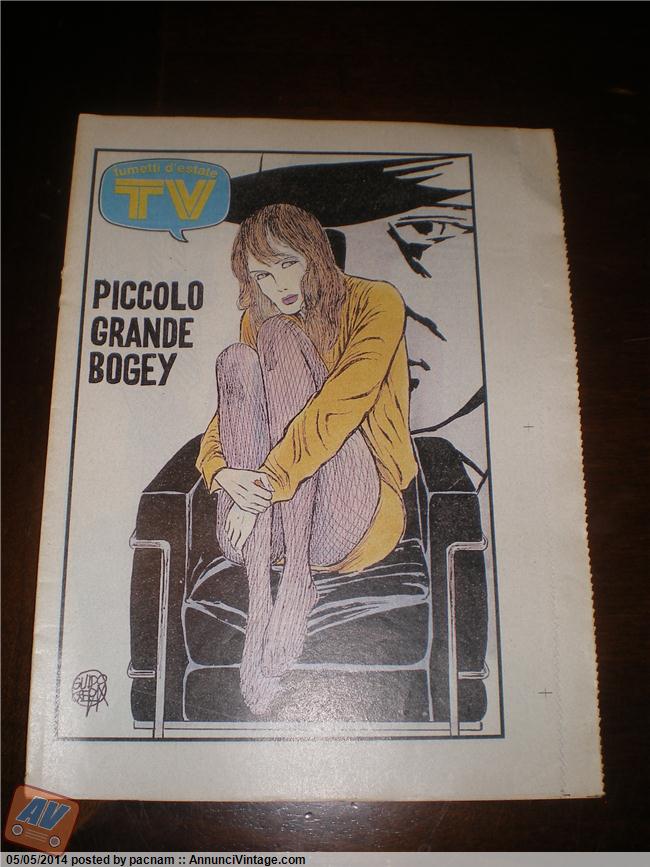 fumetti d'estate
TV
PICCOLO
GRANDE
BOGEY
GUIDO
CREPAX
AV
05/05/2014 posted by pacnam :: AnnunciVintage.com